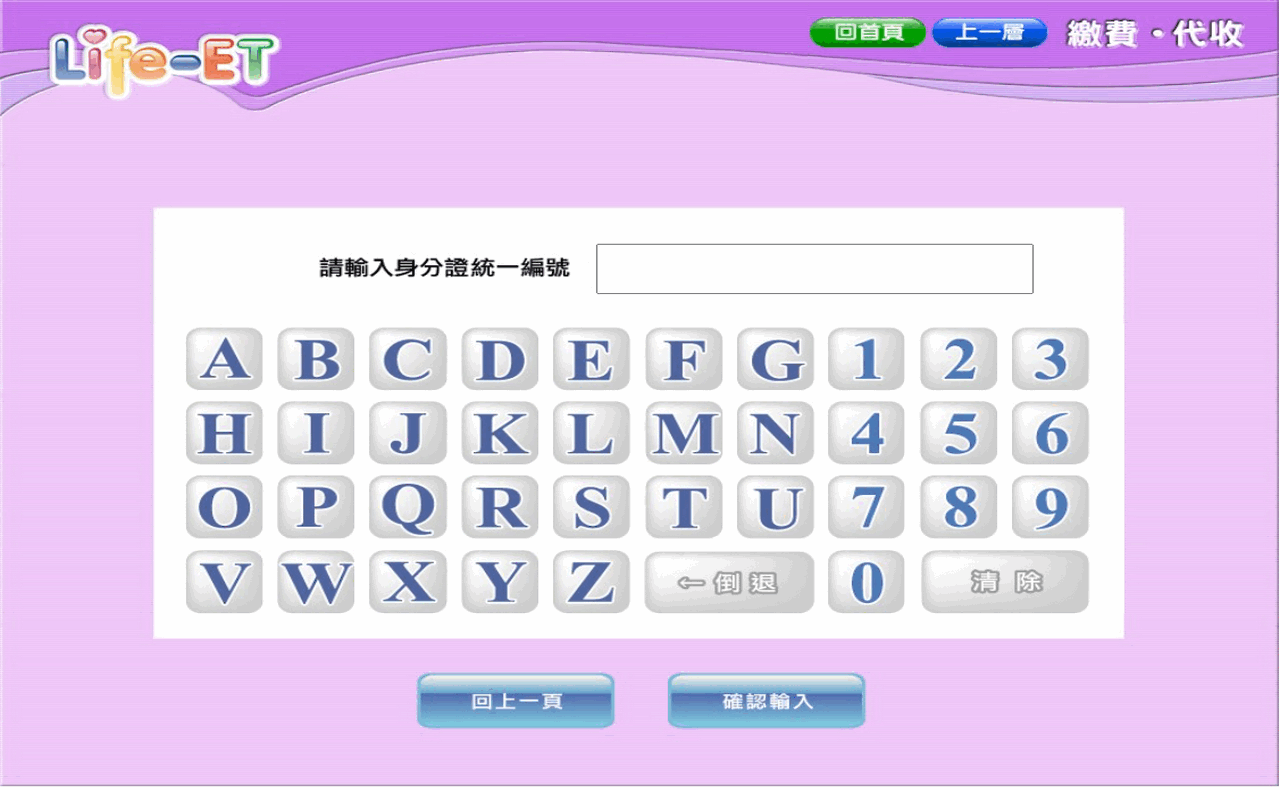 Life-ET
回首頁 上一層 繳費・代收
請輸入身分證統一編號
A B C D E F G 1 2 3
H I J K L M N 4 5 6
O P Q R S T U 7 8 9
V W X Y Z ←倒退 0 清除
回上一頁 確認輸入